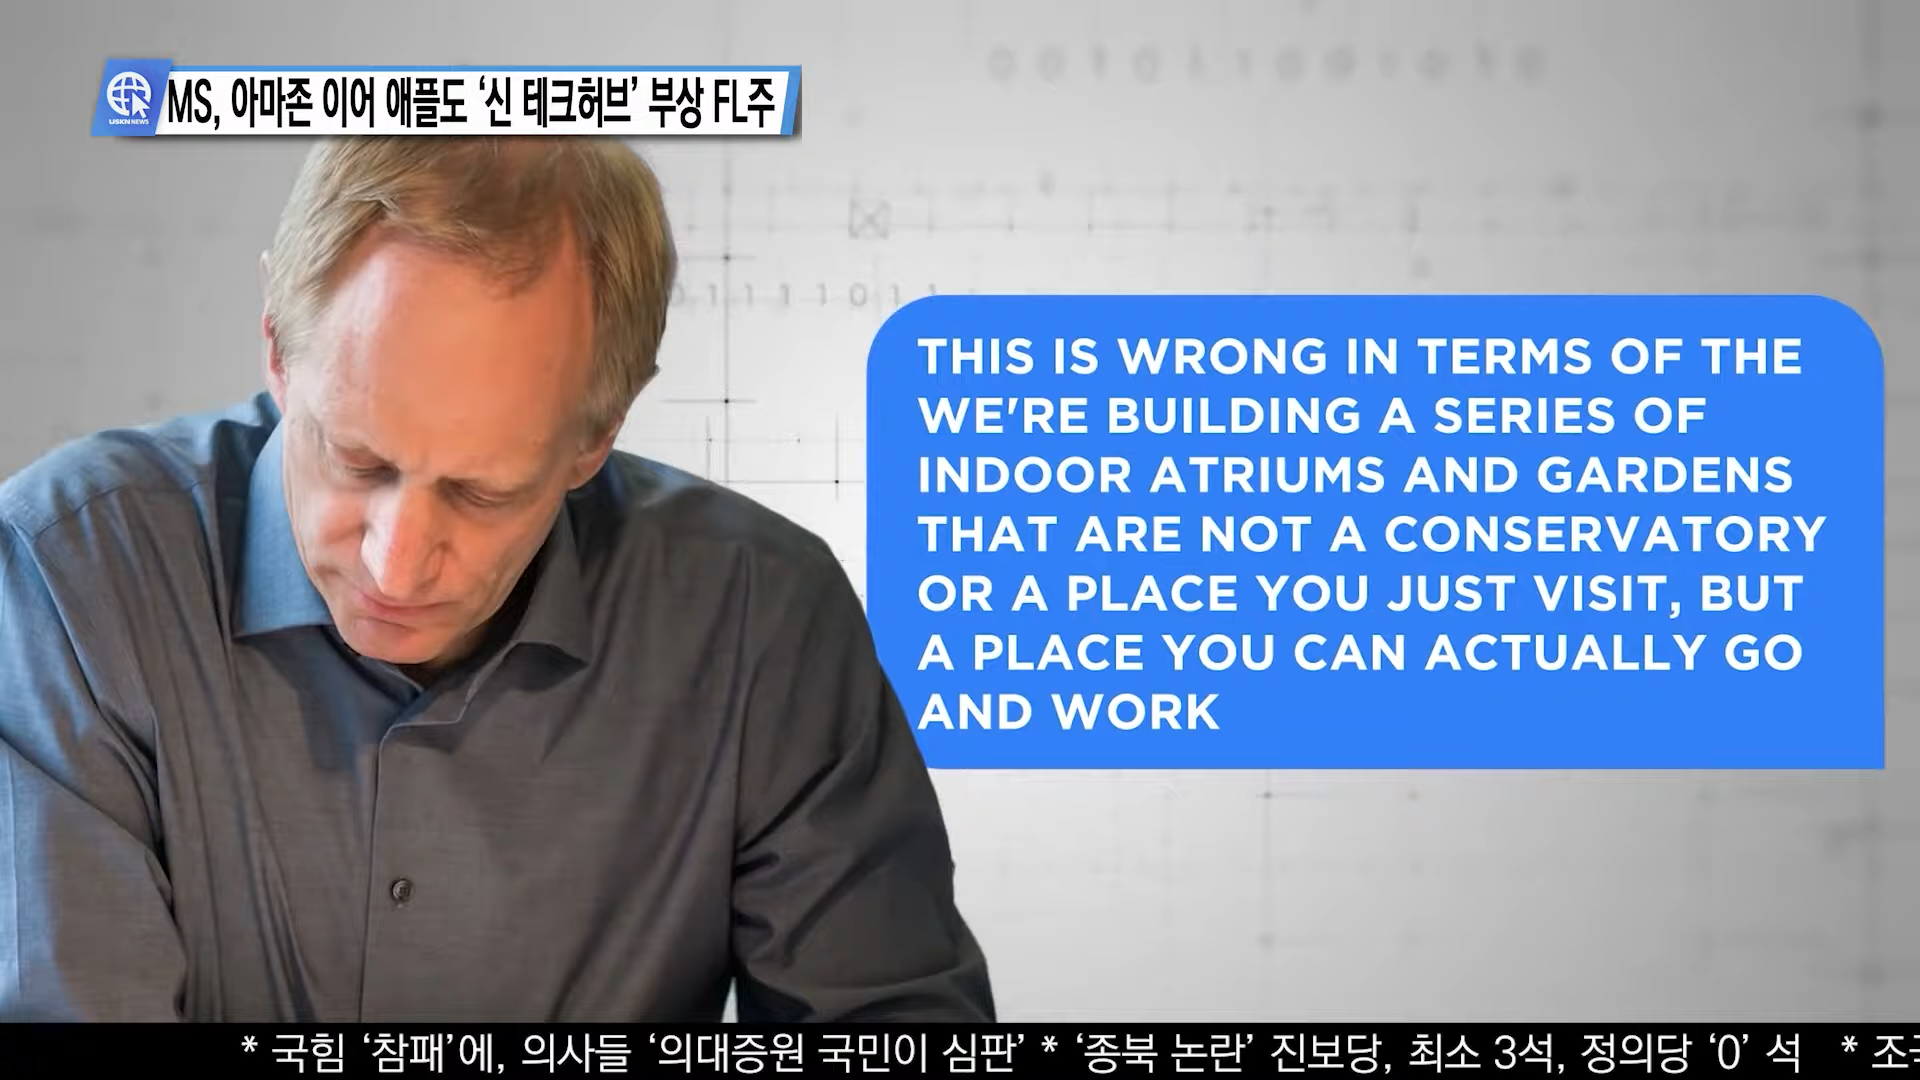 MS, 아마존 이어 애플도 ‘신 테크허브’ 부상 FL주
USKN NEWS
01111101
THIS IS WRONG IN TERMS OF THE
WE'RE BUILDING A SERIES OF
INDOOR ATRIUMS AND GARDENS
THAT ARE NOT A CONSERVATORY
OR A PLACE YOU JUST VISIT, BUT
A PLACE YOU CAN ACTUALLY GO
AND WORK
* 국힘 ‘참패’에, 의사들 ‘의대증원 국민이 심판’ * ‘종북 논란’ 진보당, 최소 3석, 정의당 ‘0’ 석 * 조